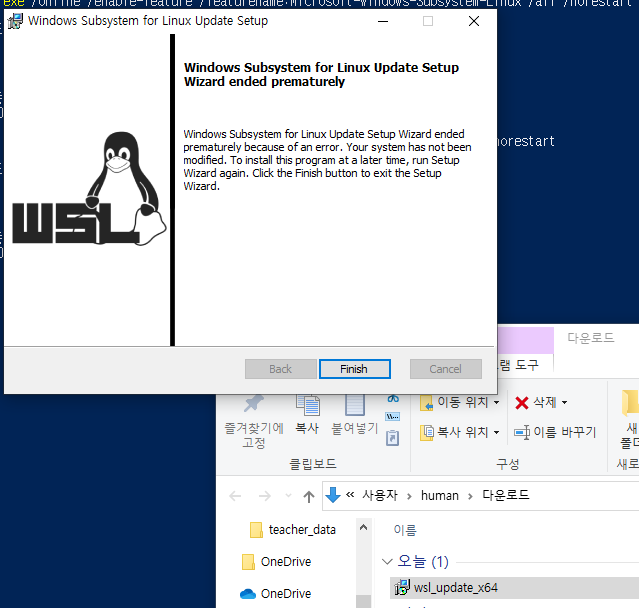 exe /online /enable-feature /featurename:Microsoft-Windows-Subsystem-Linux /all /norestart
Windows Subsystem for Linux Update Setup
Windows Subsystem for Linux Update Setup
Wizard ended prematurely
Windows Subsystem for Linux Update Setup Wizard ended
prematurely because of an error. Your system has not been
modified. To install this program at a later time, run Setup
Wizard again. Click the Finish button to exit the Setup
Wizard.
WSL
norestart
Back
Finish
Cancel
다운로드
도구
즐겨찾기에
고정
복사
붙여넣기
이동 위치
복사 위치
삭제
이름 바꾸기
새
클립보드
구성
사용자
human
다운로드
teacher_data
OneDrive
OneDrive
이름
오늘 (1)
wsl_update_x64